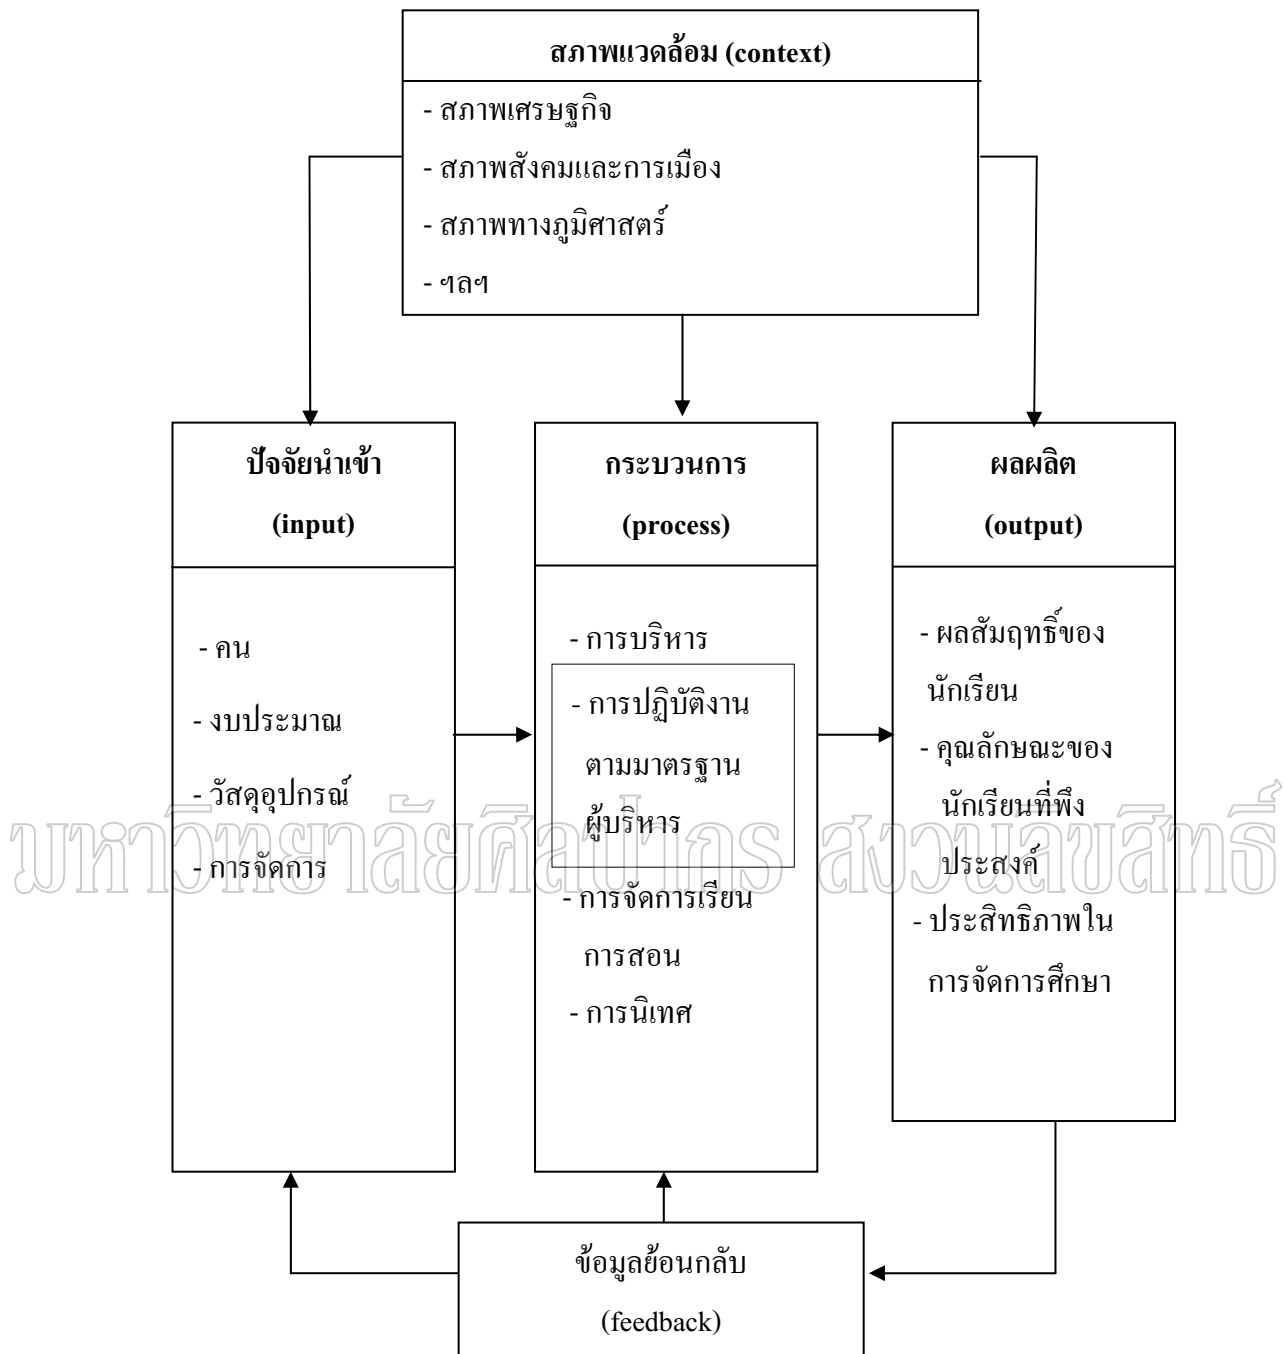 สภาพแวดล้อม (context)
- สภาพเศรษฐกิจ
- สภาพสังคมและการเมือง
- สภาพทางภูมิศาสตร์
- ฯลฯ
ปัจจัยนำเข้า
(input)
- คน
- งบประมาณ
- วัสดุอุปกรณ์
- การจัดการ
กระบวนการ
(process)
- การบริหาร
- การปฏิบัติงาน
ตามมาตรฐาน
ผู้บริหาร
- การจัดการเรียน
การสอน
- การนิเทศ
ผลผลิต
(output)
- ผลสัมฤทธิ์ของ
นักเรียน
- คุณลักษณะของ
นักเรียนที่พึง
ประสงค์
- ประสิทธิภาพใน
การจัดการศึกษา
มหาวิทยาลัยศิลปากร สงวนลิขสิทธิ์
ข้อมูลย้อนกลับ
(feedback)